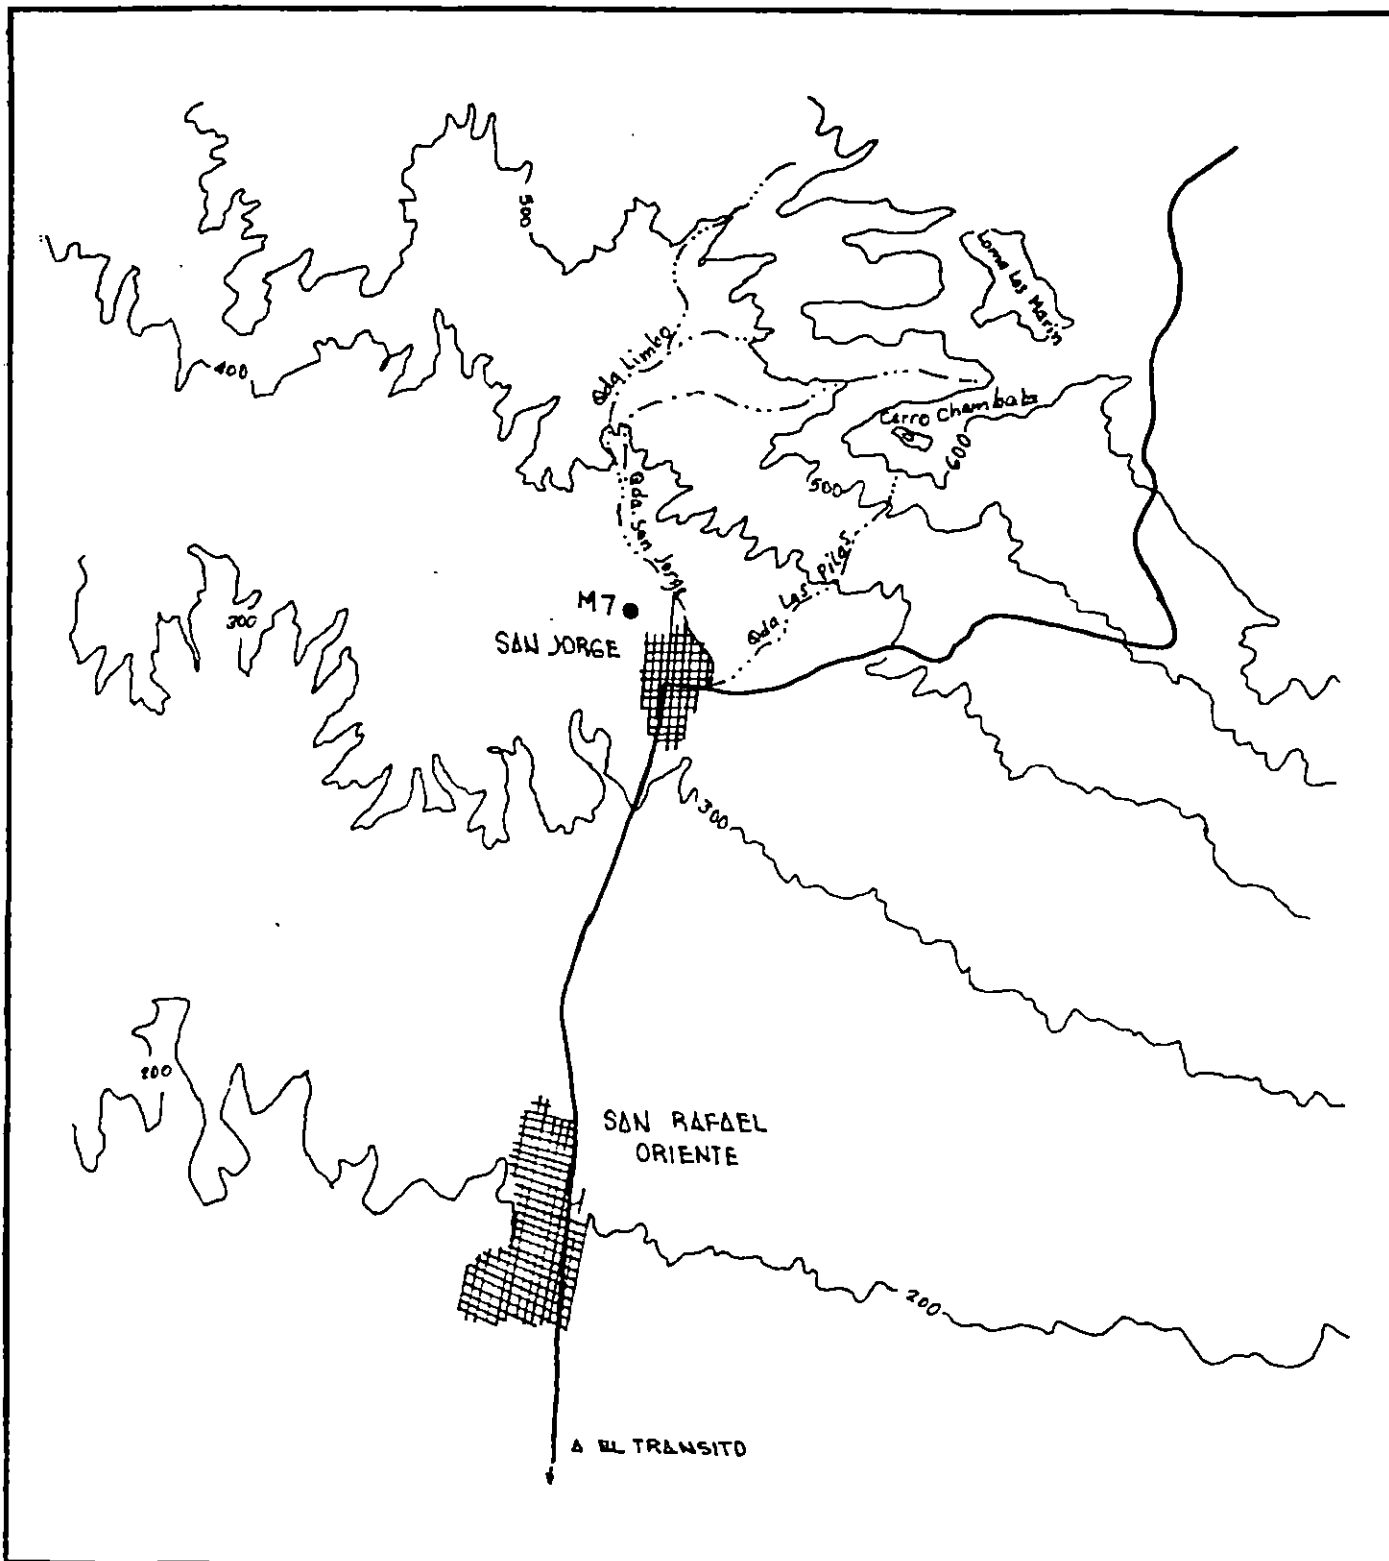 500
Loma Las Marin
400
Qda Limbo
Cerro Chambala
600
500
Qda. San Jorge
Qda Las Pilas
M7
300
SAN JORGE
300
200
SAN RAFAEL
ORIENTE
200
A EL TRANSITO